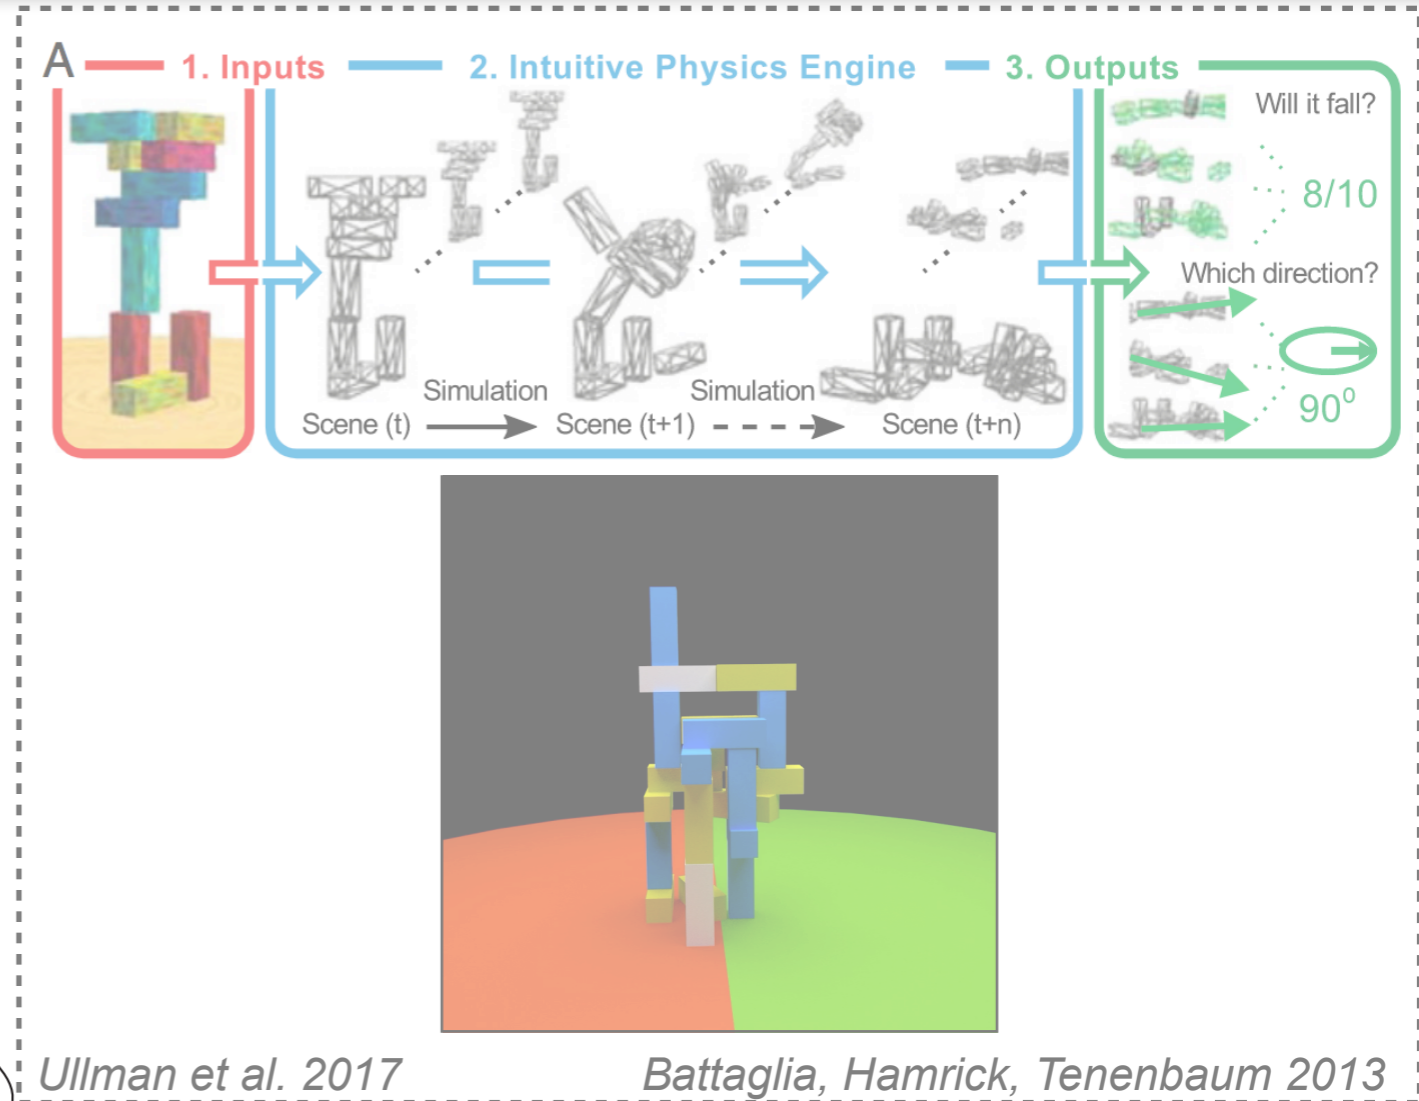 A
1. Inputs
2. Intuitive Physics Engine
3. Outputs
Will it fall?
8/10
Which direction?
90⁰
Simulation
Simulation
Scene (t)
Scene (t+1)
Scene (t+n)
Ullman et al. 2017
Battaglia, Hamrick, Tenenbaum 2013